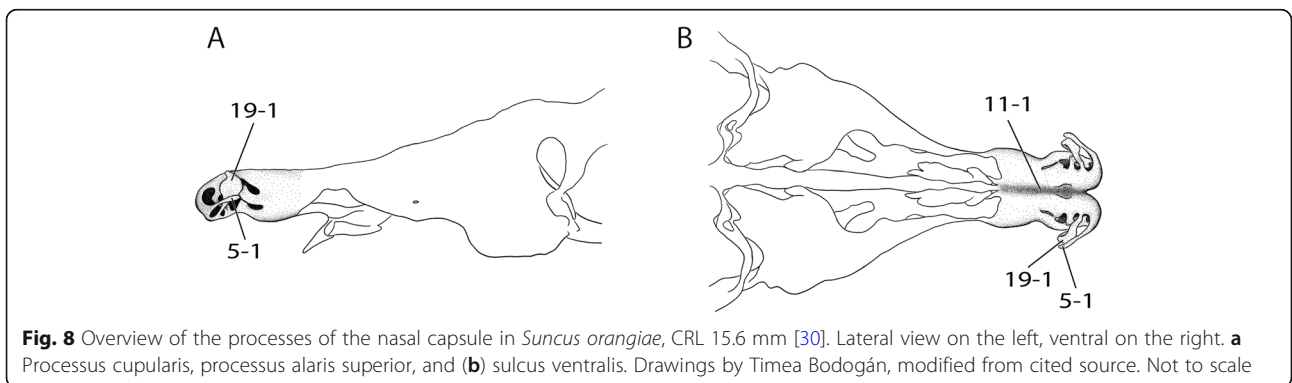 A
B
19-1
5-1
11-1
19-1
5-1
Fig. 8 Overview of the processes of the nasal capsule in Suncus orangiae, CRL 15.6 mm [30]. Lateral view on the left, ventral on the right. a
Processus cupularis, processus alaris superior, and (b) sulcus ventralis. Drawings by Timea Bodogán, modified from cited source. Not to scale